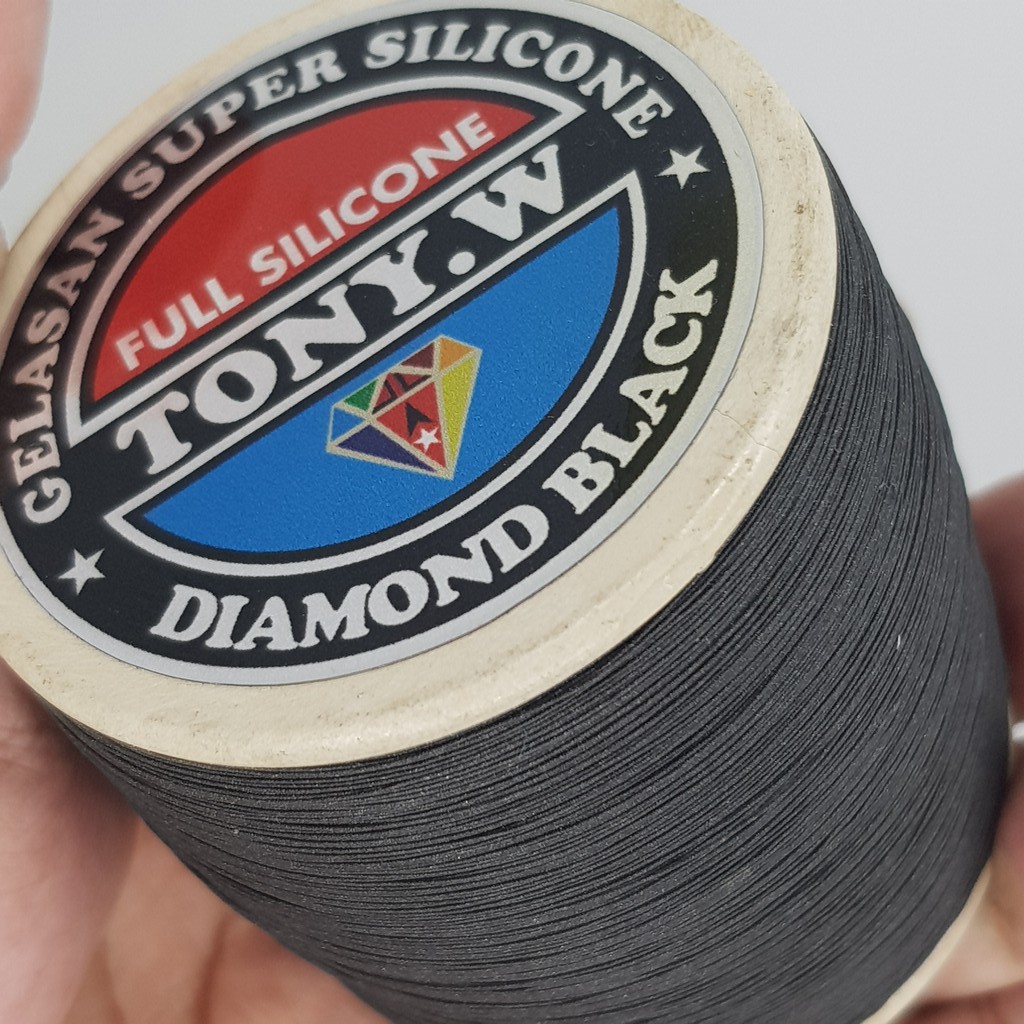 GELASAN SUPER SILICONE
FULL SILICONE
TONY.W
DIAMOND BLACK